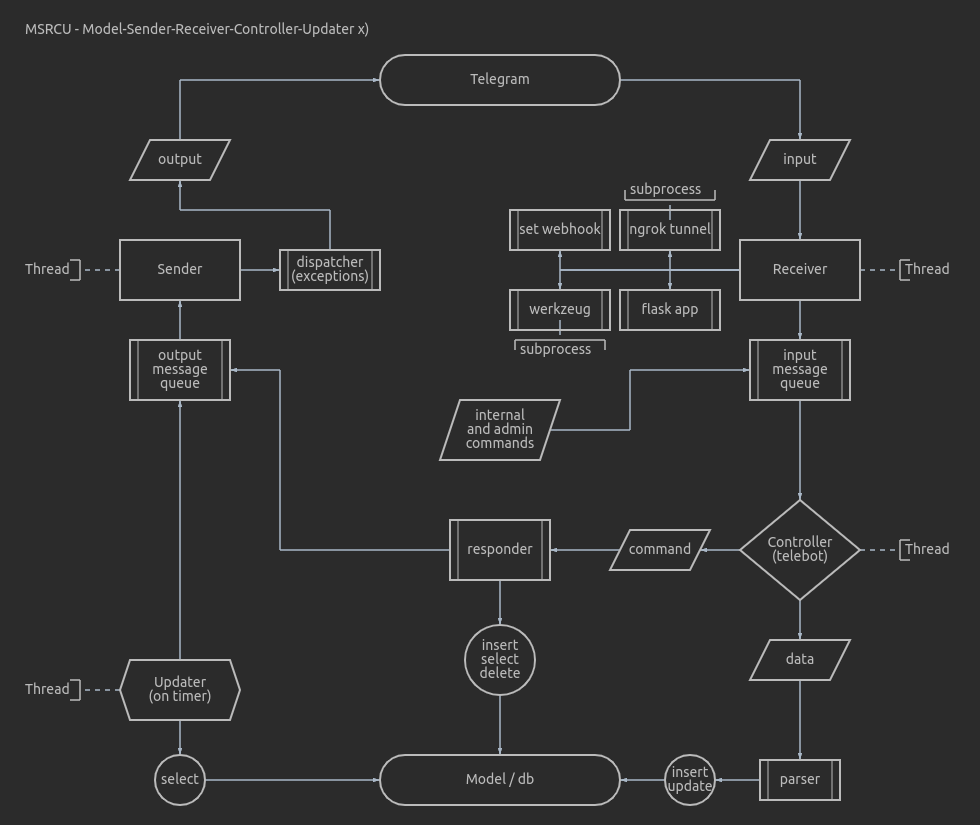 MSRCU - Model-Sender-Receiver-Controller-Updater x)
Telegram
output
input
subprocess
set webhook
ngrok tunnel
Thread
Sender
dispatcher
(exceptions)
Receiver
Thread
werkzeug
flask app
subprocess
output
message
queue
input
message
queue
internal
and admin
commands
responder
command
Controller
(telebot)
Thread
insert
select
delete
data
Thread
Updater
(on timer)
select
Model / db
insert
update
parser